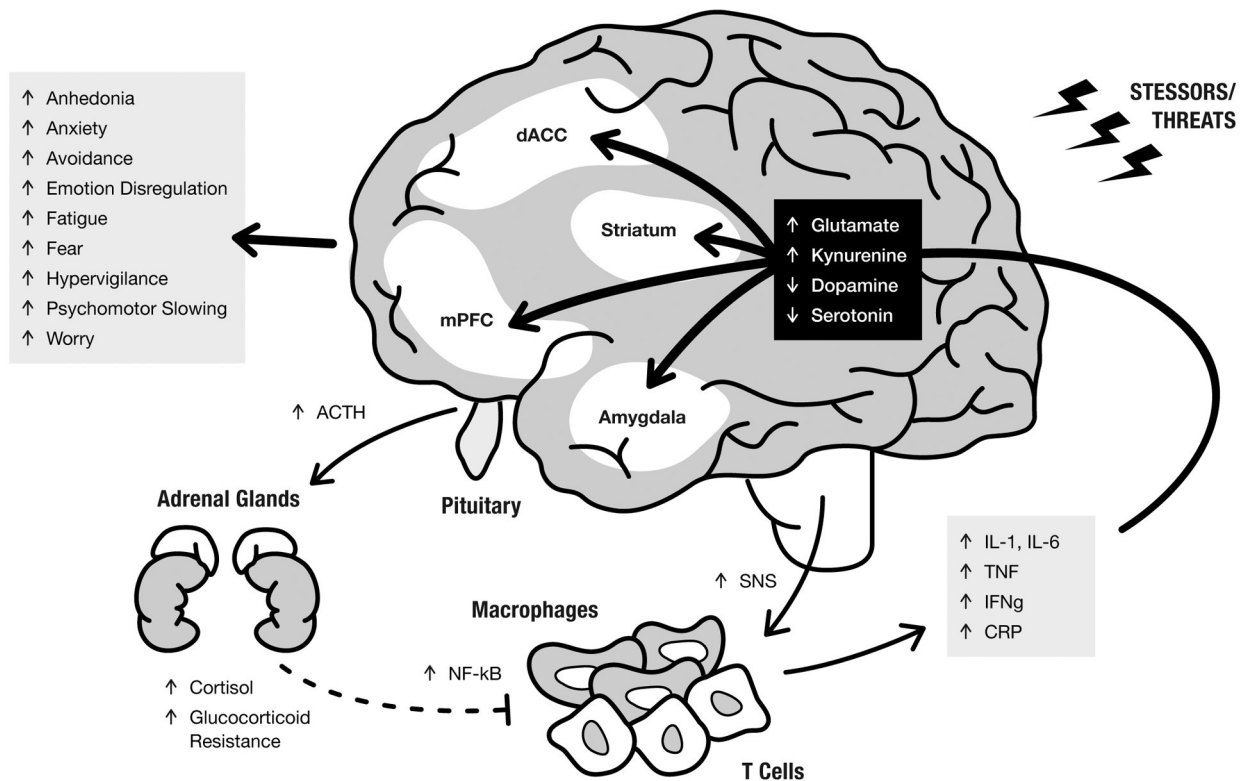 ↑ Anhedonia
↑ Anxiety
↑ Avoidance
↑ Emotion Disregulation
↑ Fatigue
↑ Fear
↑ Hypervigilance
↑ Psychomotor Slowing
↑ Worry
STESSORS/
THREATS
dACC
Striatum
mPFC
Amygdala
↑ Glutamate
↑ Kynurenine
↓ Dopamine
↓ Serotonin
↑ ACTH
Pituitary
Adrenal Glands
↑ Cortisol
↑ Glucocorticoid
Resistance
↑ NF-kB
Macrophages
↑ SNS
T Cells
↑ IL-1, IL-6
↑ TNF
↑ IFNg
↑ CRP